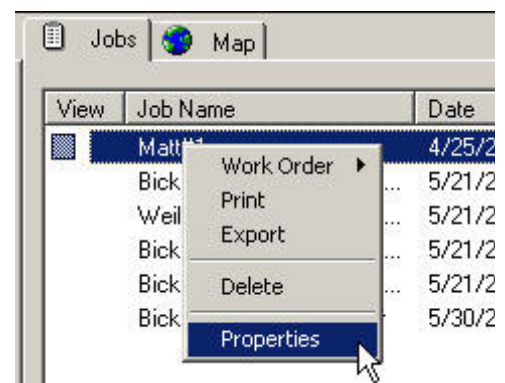 Jobs Map
View Job Name Date
Matt#1 4/25/2
Bick ... 5/21/2
Weil ... 5/21/2
Bick ... 5/21/2
Bick ... 5/21/2
Bick 5/30/2
Work Order
Print
Export
Delete
Properties